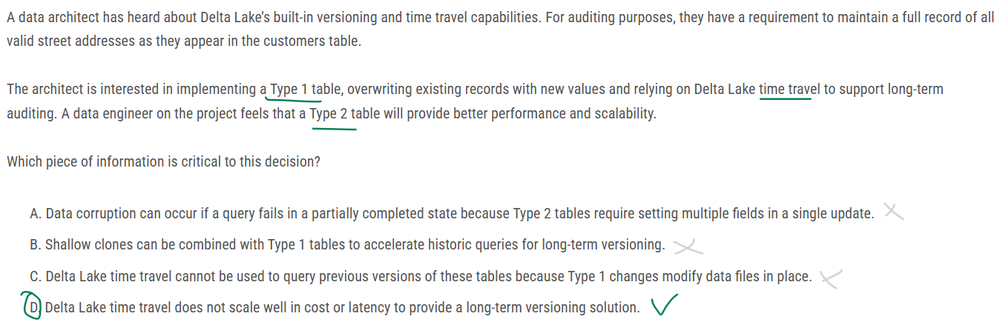 A data architect has heard about Delta Lake's built-in versioning and time travel capabilities. For auditing purposes, they have a requirement to maintain a full record of all
valid street addresses as they appear in the customers table.
The architect is interested in implementing a Type 1 table, overwriting existing records with new values and relying on Delta Lake time travel to support long-term
auditing. A data engineer on the project feels that a Type 2 table will provide better performance and scalability.
Which piece of information is critical to this decision?
A. Data corruption can occur if a query fails in a partially completed state because Type 2 tables require setting multiple fields in a single update.
B. Shallow clones can be combined with Type 1 tables to accelerate historic queries for long-term versioning.
C. Delta Lake time travel cannot be used to query previous versions of these tables because Type 1 changes modify data files in place.
D. Delta Lake time travel does not scale well in cost or latency to provide a long-term versioning solution.